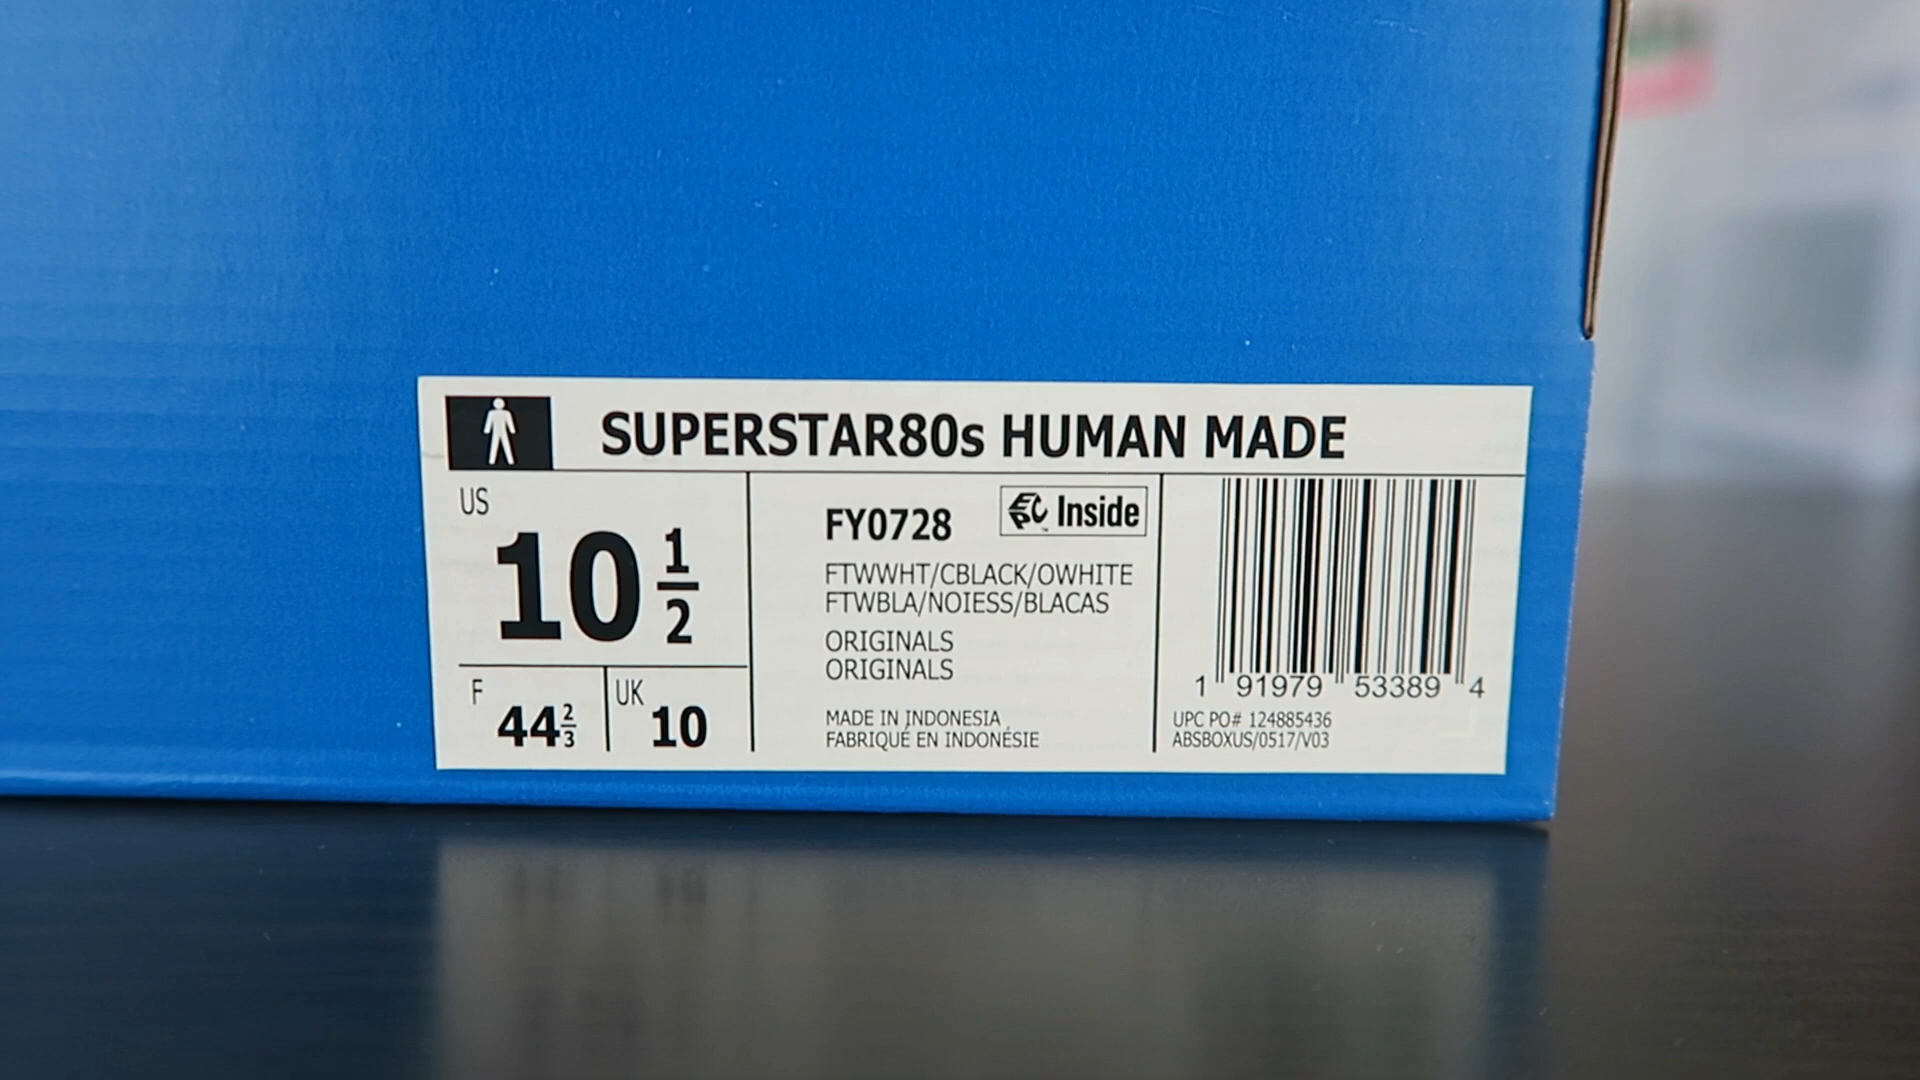 SUPERSTAR80s HUMAN MADE
US
10 1/2
F
44 2/3
UK
10
FY0728
EPC Inside
FTWWHT/CBLACK/OWHITE
FTWBLA/NOIESS/BLACAS
ORIGINALS
ORIGINALS
MADE IN INDONESIA
FABRIQUÉ EN INDONÉSIE
1 91979 53389 4
UPC PO# 124885436
ABSBOXUS/0517/V03